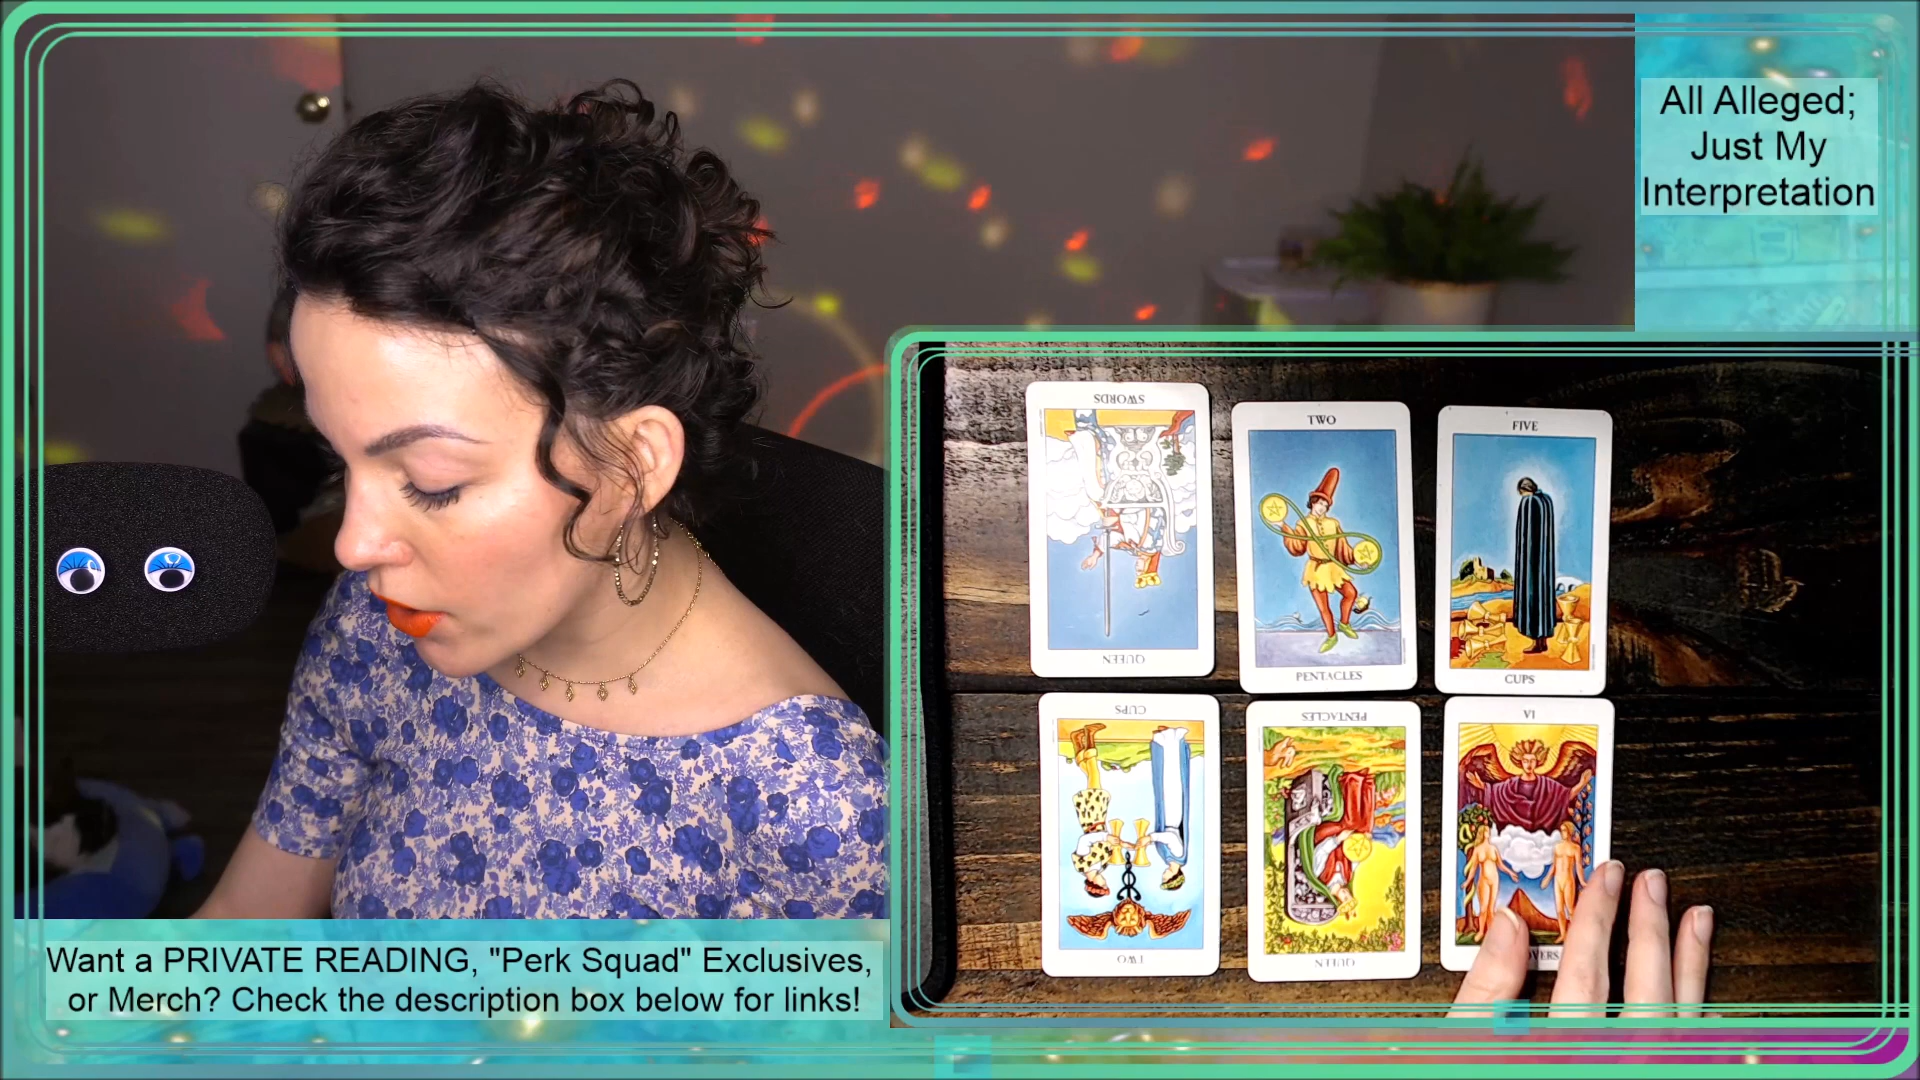 All Alleged;
Just My
Interpretation
SWORDS
QUEEN
TWO
PENTACLES
FIVE
CUPS
CUPS
TWO
PENTACLES
QUEEN
VI
Want a PRIVATE READING, "Perk Squad" Exclusives,
or Merch? Check the description box below for links!